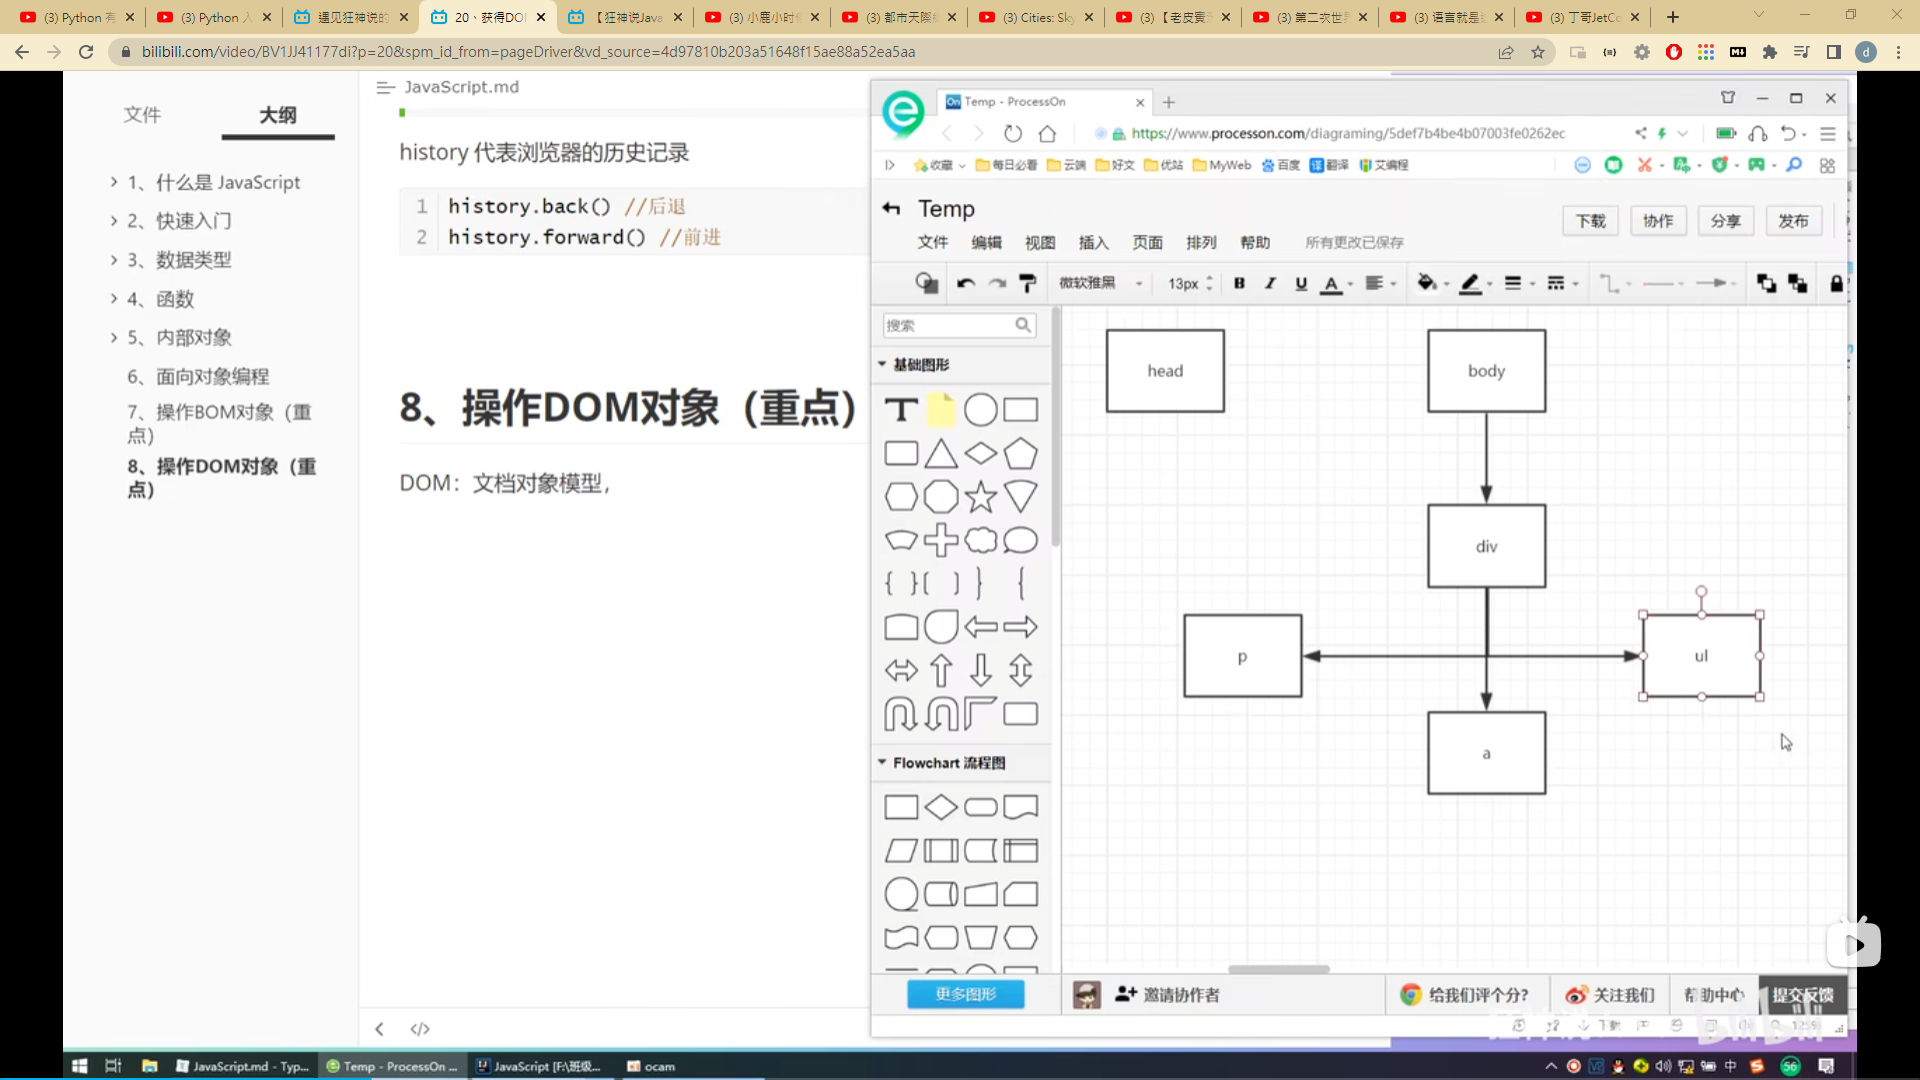 (3) Python 有
(3) Python 入
遇见狂神说的
20、获得DO
【狂神说Java
(3) 小鹿小时
(3) 都市天際
(3) Cities: Sk
(3) 【老皮實
(3) 第二次世
(3) 語言就是
(3) 丁哥JetC
bilibili.com/video/BV1JJ41177di?p=20&spm_id_from=pageDriver&vd_source=4d97810b203a51648f15ae88a52ea5aa
d
文件
大纲
1、什么是 JavaScript
2、快速入门
3、数据类型
4、函数
5、内部对象
6、面向对象编程
7、操作BOM对象（重
点）
8、操作DOM对象（重
点）
JavaScript.md
history 代表浏览器的历史记录
1 history.back() //后退
2 history.forward() //前进
8、操作DOM对象（重点）
DOM：文档对象模型，
Temp - ProcessOn
https://www.processon.com/diagraming/5def7b4be4b07003fe0262ec
收藏
每日必看
云端
好文
优站
MyWeb
百度
翻译
艾编程
Temp
下载
协作
分享
发布
文件
编辑
视图
插入
页面
排列
帮助
所有更改已保存
微软雅黑
13px
B
I
U
A
搜索
基础图形
T
Flowchart 流程图
更多图形
head
body
div
p
ul
a
邀请协作者
给我们评个分?
关注我们
帮助中心
提交反馈
下载
125%
bilibili
JavaScript.md - Typ...
Temp - ProcessOn ...
JavaScript [F:\班级...
ocam
中
56